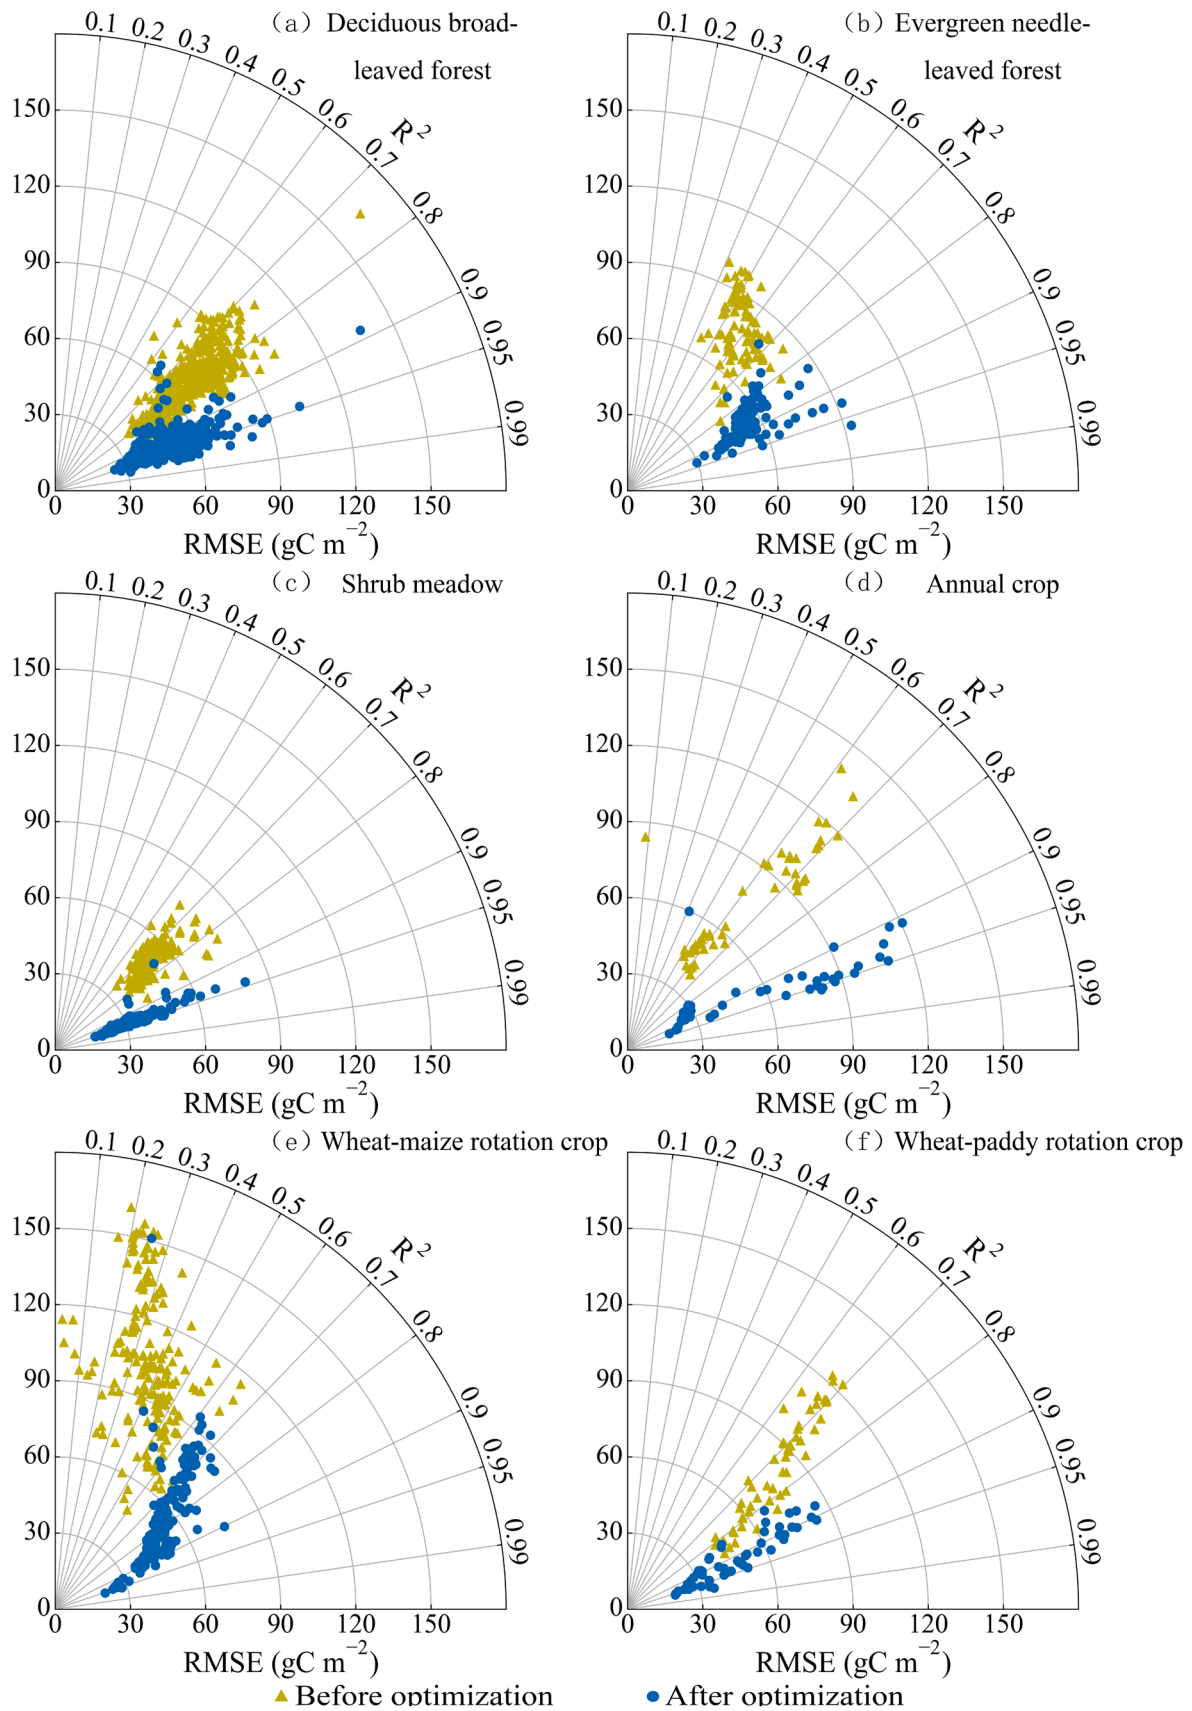 (a) Deciduous broad-
leaved forest
0.1 0.2 0.3 0.4 0.5 0.6 R² 0.7 0.8 0.9 0.95 0.99
150
120
90
60
30
0
0 30 60 90 120 150
RMSE (gC m⁻²)
(b) Evergreen needle-
leaved forest
0.1 0.2 0.3 0.4 0.5 0.6 R² 0.7 0.8 0.9 0.95 0.99
150
120
90
60
30
0
0 30 60 90 120 150
RMSE (gC m⁻²)
(c) Shrub meadow
0.1 0.2 0.3 0.4 0.5 0.6 R² 0.7 0.8 0.9 0.95 0.99
150
120
90
60
30
0
0 30 60 90 120 150
RMSE (gC m⁻²)
(d) Annual crop
0.1 0.2 0.3 0.4 0.5 0.6 R² 0.7 0.8 0.9 0.95 0.99
150
120
90
60
30
0
0 30 60 90 120 150
RMSE (gC m⁻²)
(e) Wheat-maize rotation crop
0.1 0.2 0.3 0.4 0.5 0.6 R² 0.7 0.8 0.9 0.95 0.99
150
120
90
60
30
0
0 30 60 90 120 150
RMSE (gC m⁻²)
(f) Wheat-paddy rotation crop
0.1 0.2 0.3 0.4 0.5 0.6 R² 0.7 0.8 0.9 0.95 0.99
150
120
90
60
30
0
0 30 60 90 120 150
RMSE (gC m⁻²)
Before optimization
After optimization